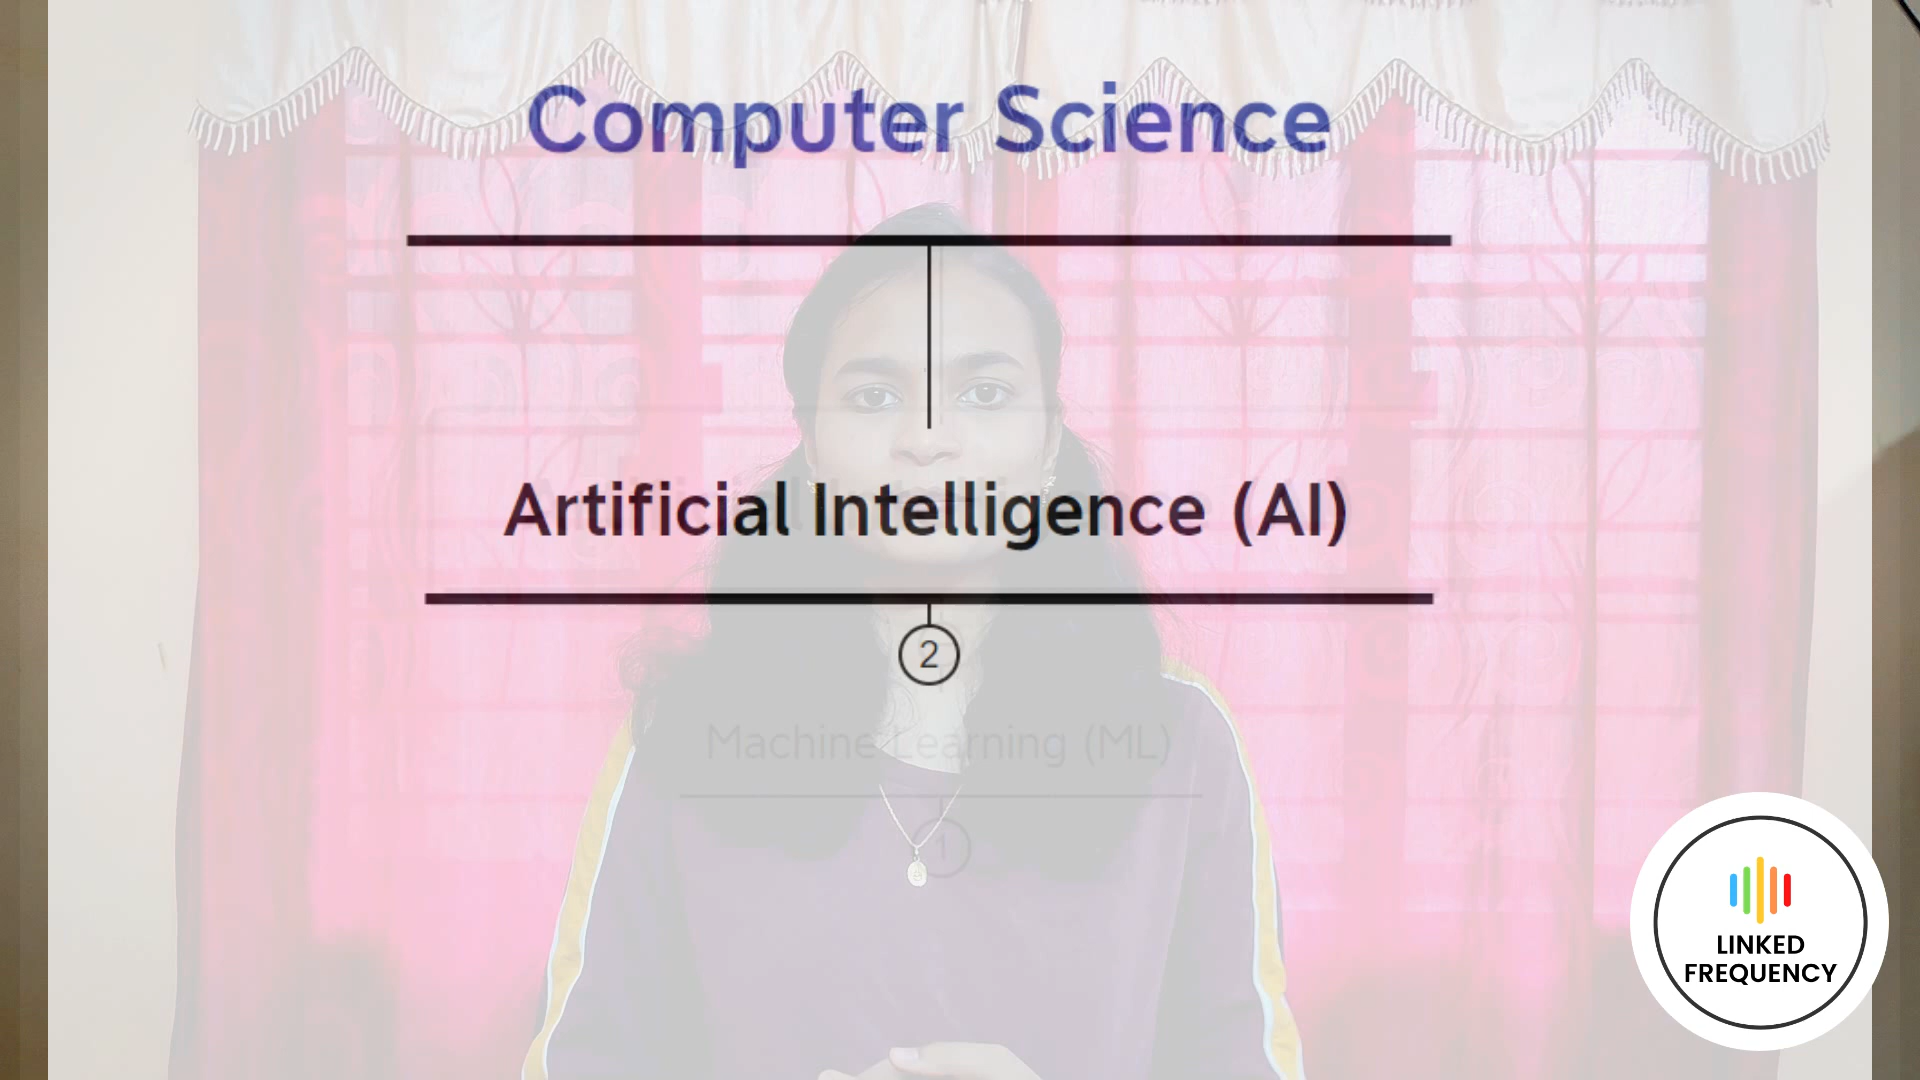 Computer Science
Artificial Intelligence (AI)
2
Machine Learning (ML)
1
LINKED
FREQUENCY